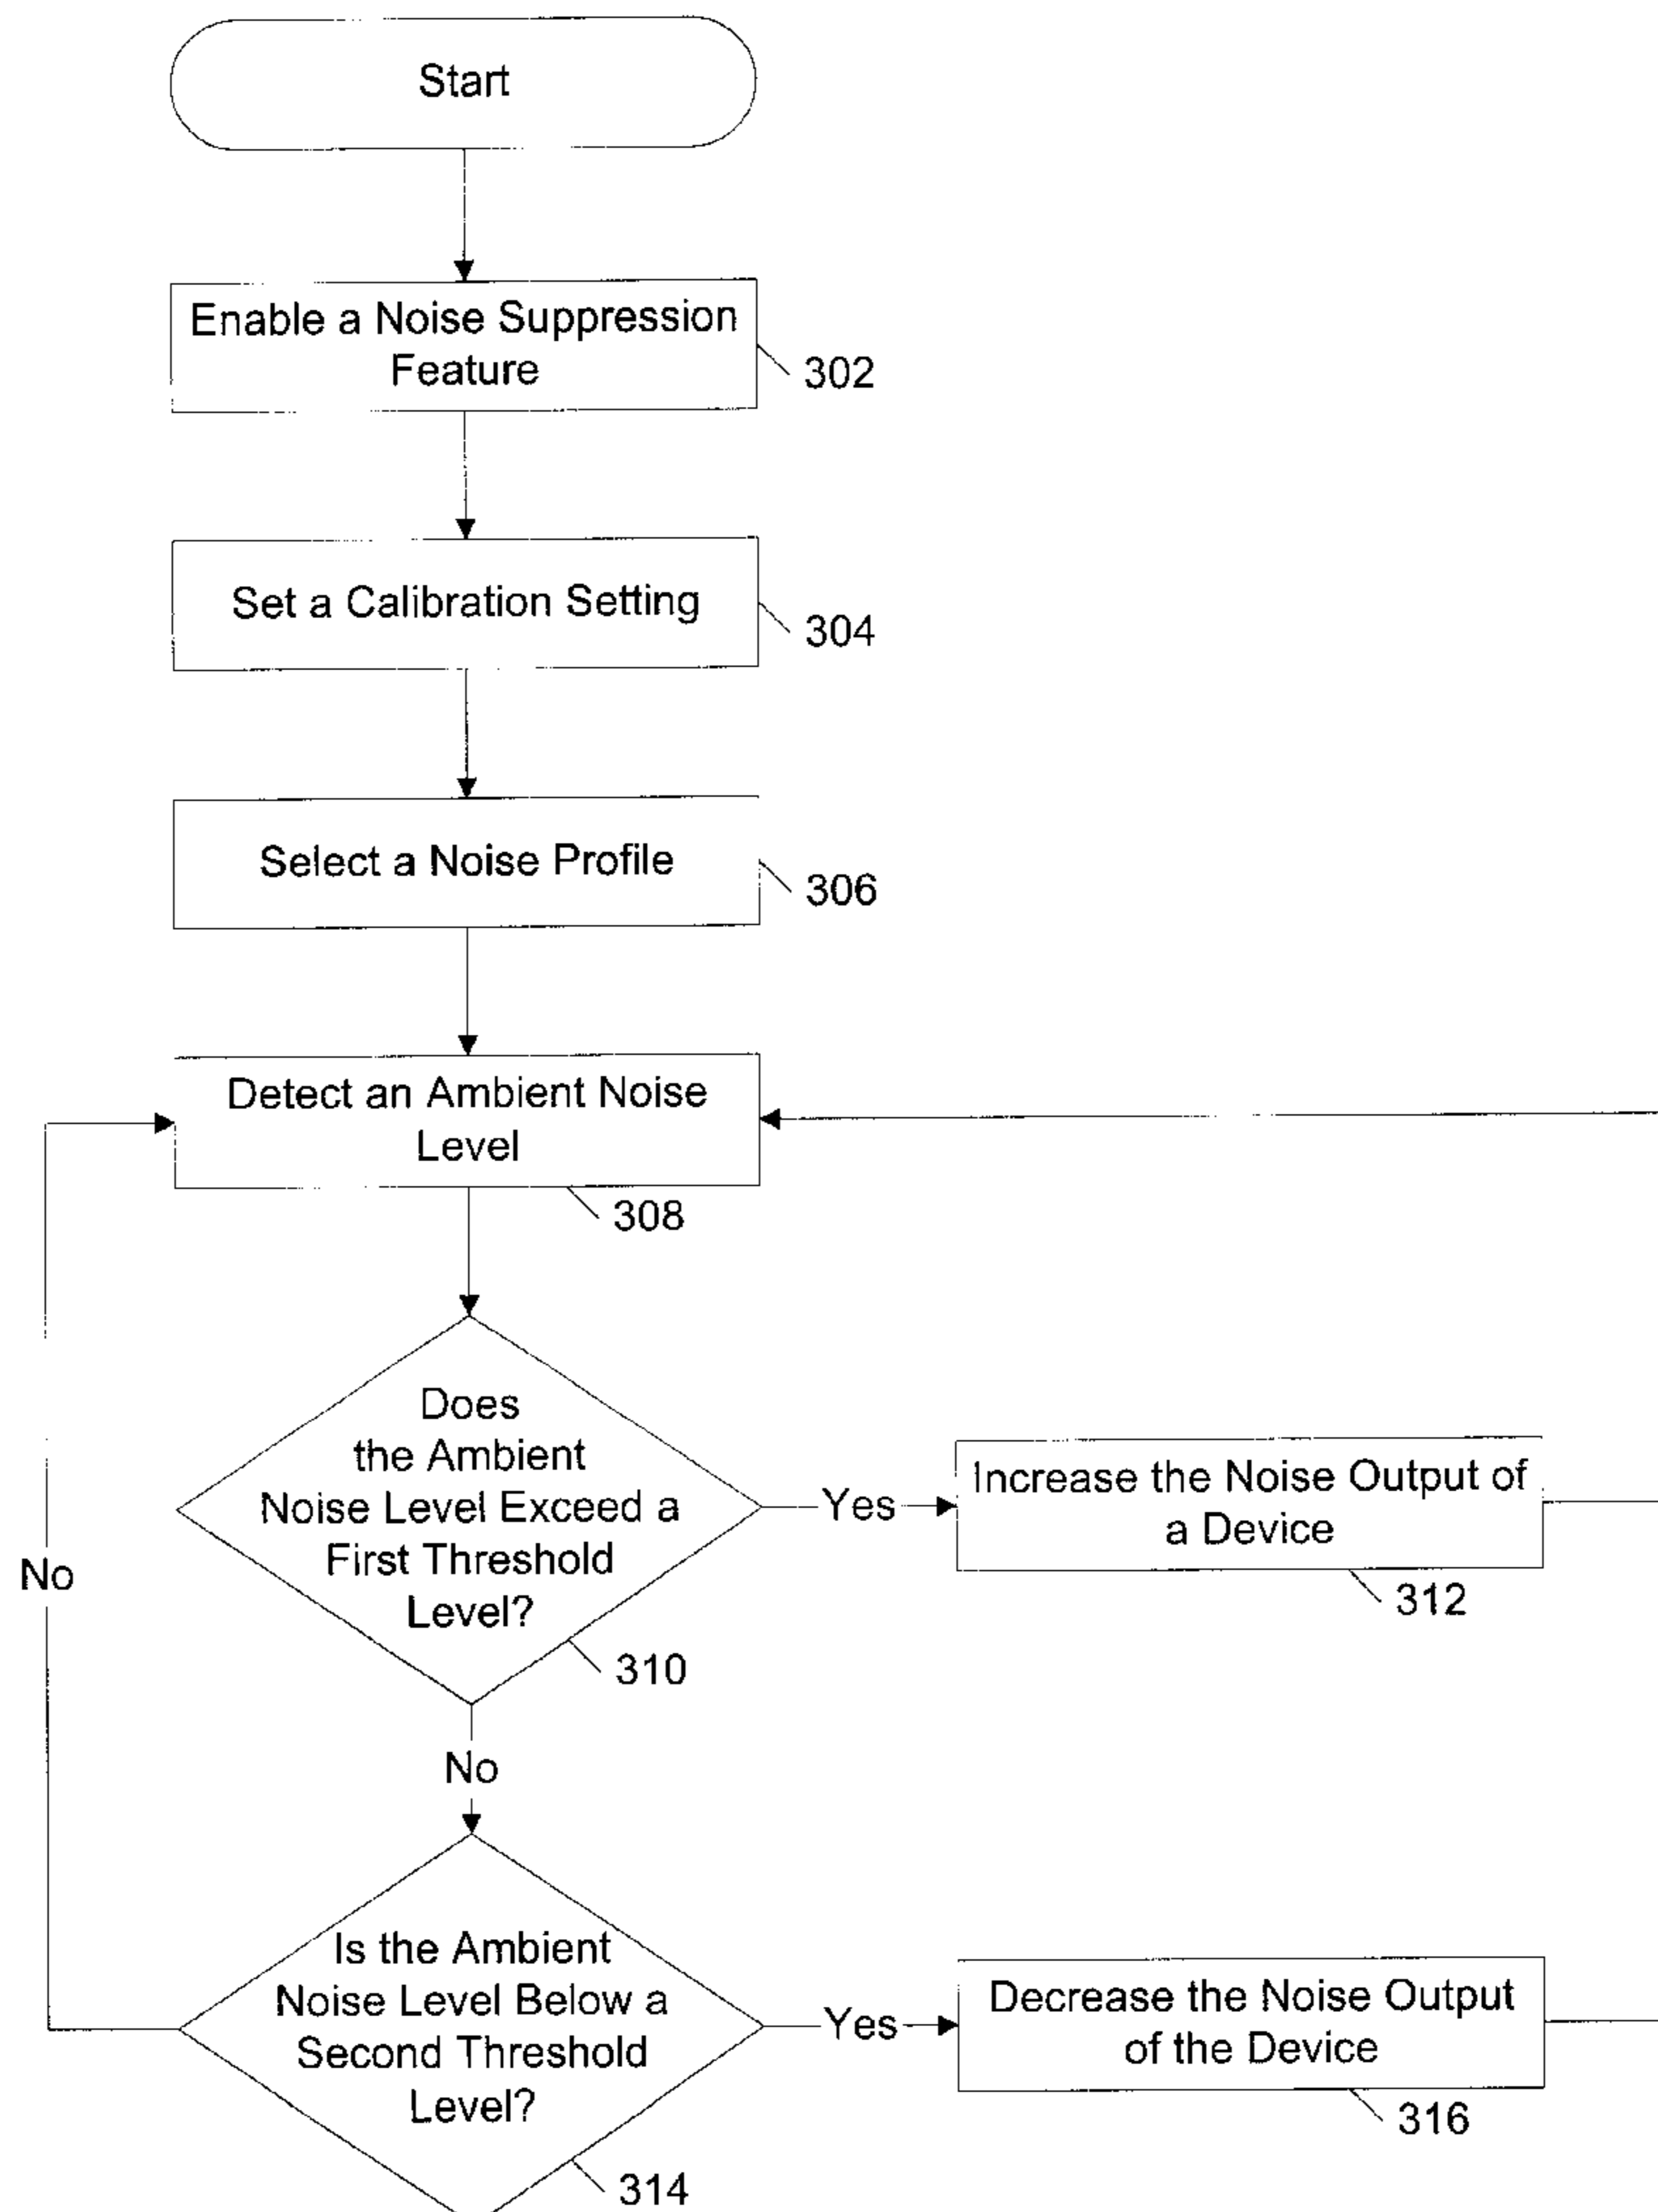 Start
Enable a Noise Suppression
Feature
302
Set a Calibration Setting
304
Select a Noise Profile
306
Detect an Ambient Noise
Level
308
Does
the Ambient
Noise Level Exceed a
First Threshold
Level?
310
Yes
Increase the Noise Output of
a Device
312
No
No
Is the Ambient
Noise Level Below a
Second Threshold
Level?
314
Yes
Decrease the Noise Output
of the Device
316